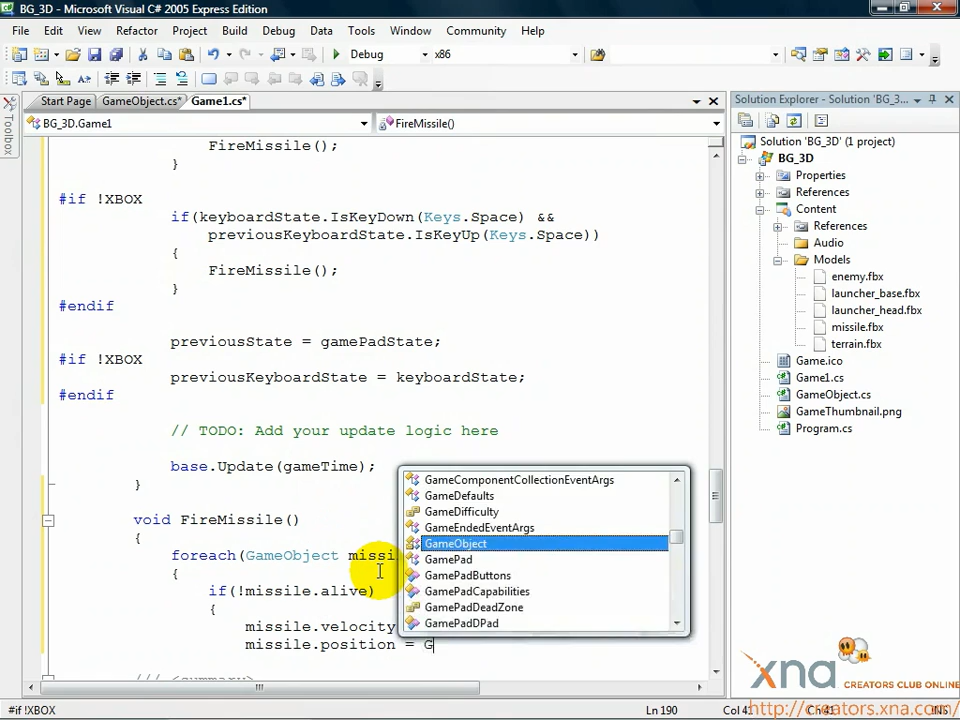 BG_3D - Microsoft Visual C# 2005 Express Edition
File Edit View Refactor Project Build Debug Data Tools Window Community Help
Debug x86
Start Page GameObject.cs* Game1.cs*
BG_3D.Game1 FireMissile()
Toolbox
FireMissile();
}
#if !XBOX
if(keyboardState.IsKeyDown(Keys.Space) &&
previousKeyboardState.IsKeyUp(Keys.Space))
{
FireMissile();
}
#endif
previousState = gamePadState;
#if !XBOX
previousKeyboardState = keyboardState;
#endif
// TODO: Add your update logic here
base.Update(gameTime);
}
void FireMissile()
{
foreach(GameObject missi
{
if(!missile.alive)
{
missile.velocity
missile.position = G
/// <summary>
GameComponentCollectionEventArgs
GameDefaults
GameDifficulty
GameEndedEventArgs
GameObject
GamePad
GamePadButtons
GamePadCapabilities
GamePadDeadZone
GamePadDPad
Solution Explorer - Solution 'BG_3...
Solution 'BG_3D' (1 project)
BG_3D
Properties
References
Content
References
Audio
Models
enemy.fbx
launcher_base.fbx
launcher_head.fbx
missile.fbx
terrain.fbx
Game.ico
Game1.cs
GameObject.cs
GameThumbnail.png
Program.cs
xna CREATORS CLUB ONLINE
http://creators.xna.com/
#if !XBOX Ln 190 Col 41 Ch 41 INS